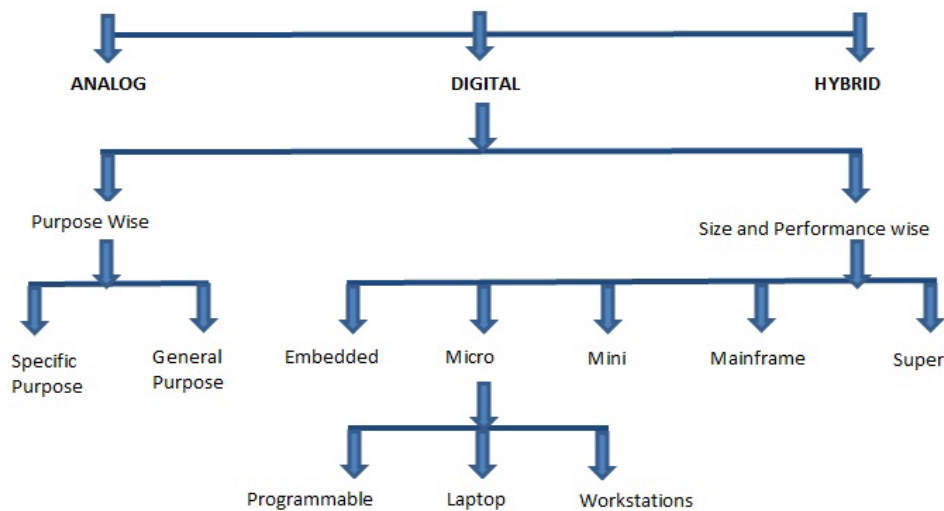 ANALOG
DIGITAL
HYBRID
Purpose Wise
Size and Performance wise
Specific
Purpose
General
Purpose
Embedded
Micro
Mini
Mainframe
Super
Programmable
Laptop
Workstations